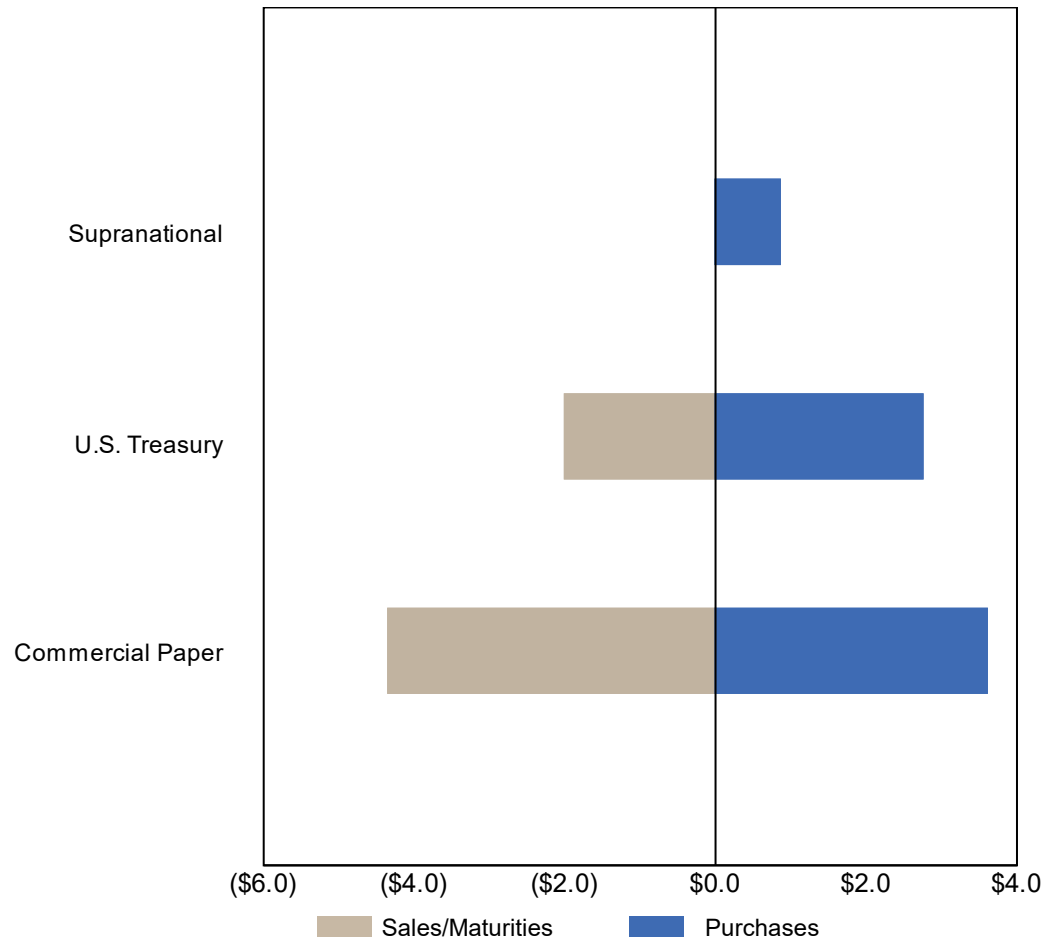 Supranational
U.S. Treasury
Commercial Paper
($6.0) ($4.0) ($2.0) $0.0 $2.0 $4.0
Sales/Maturities Purchases